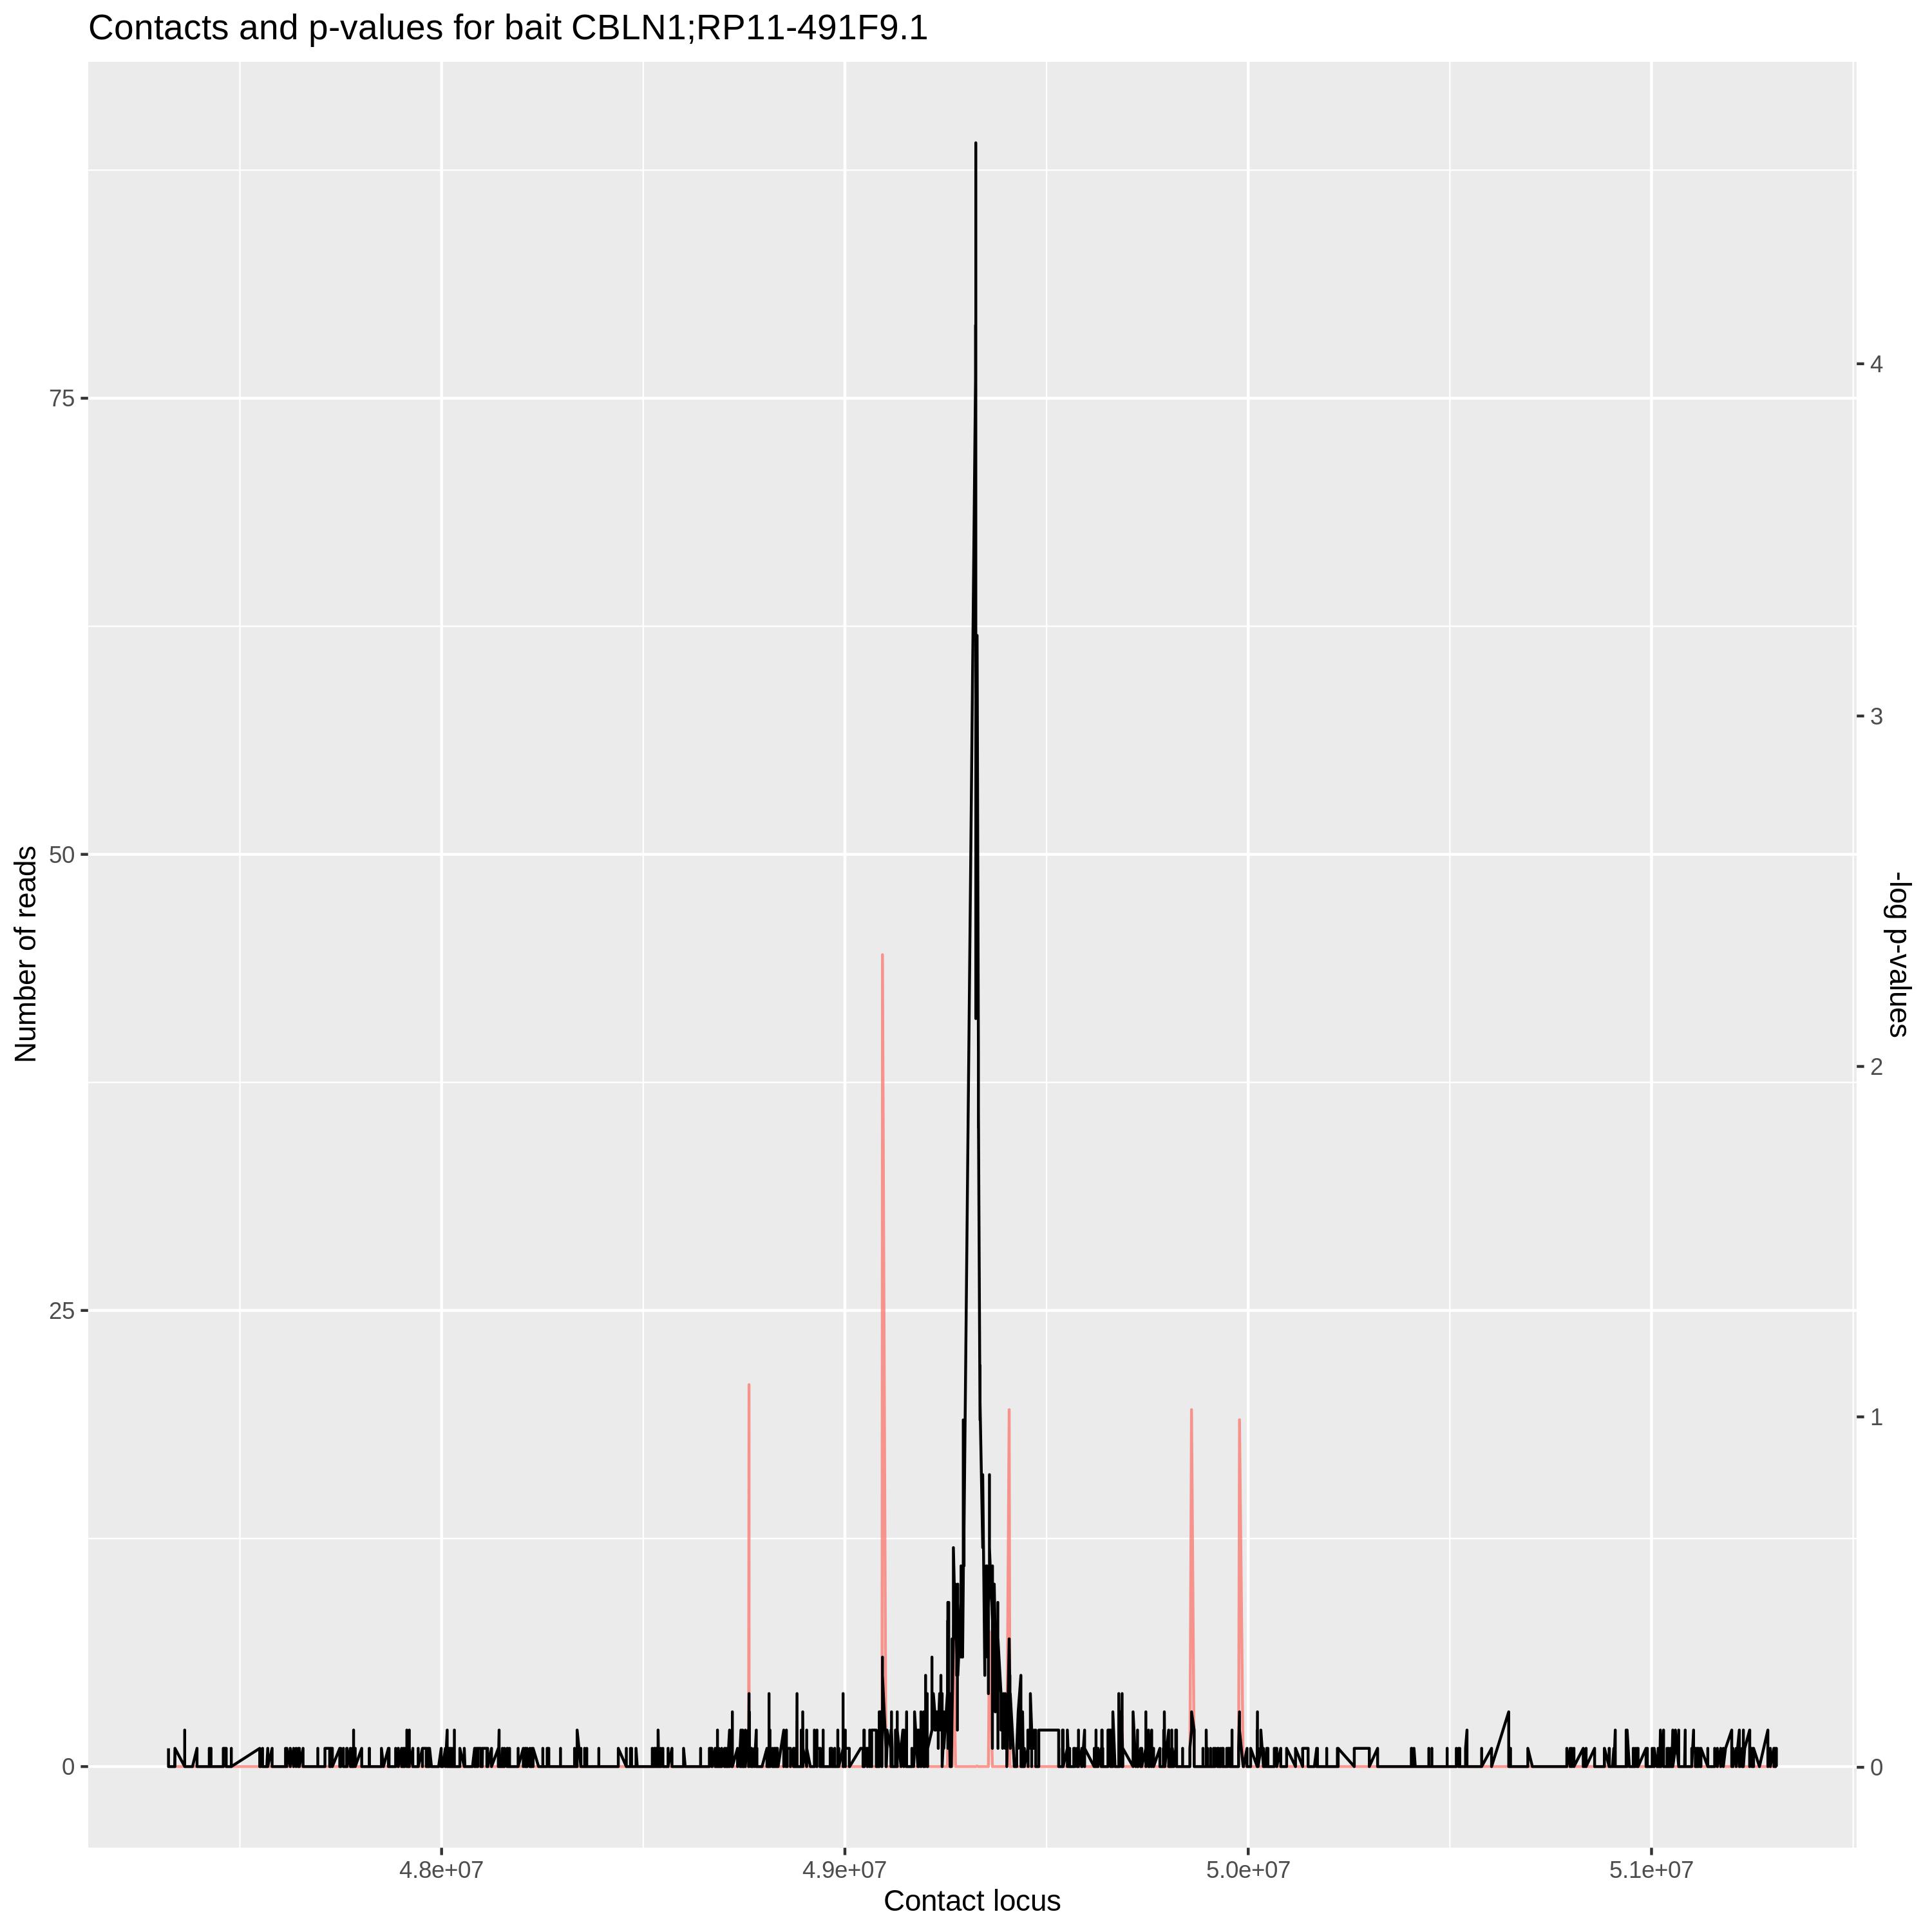 Contacts and p-values for bait CBLN1;RP11-491F9.1
Number of reads
75
50
25
0
4
3
2
1
0
-log p-values
4.8e+07 4.9e+07 5.0e+07 5.1e+07
Contact locus